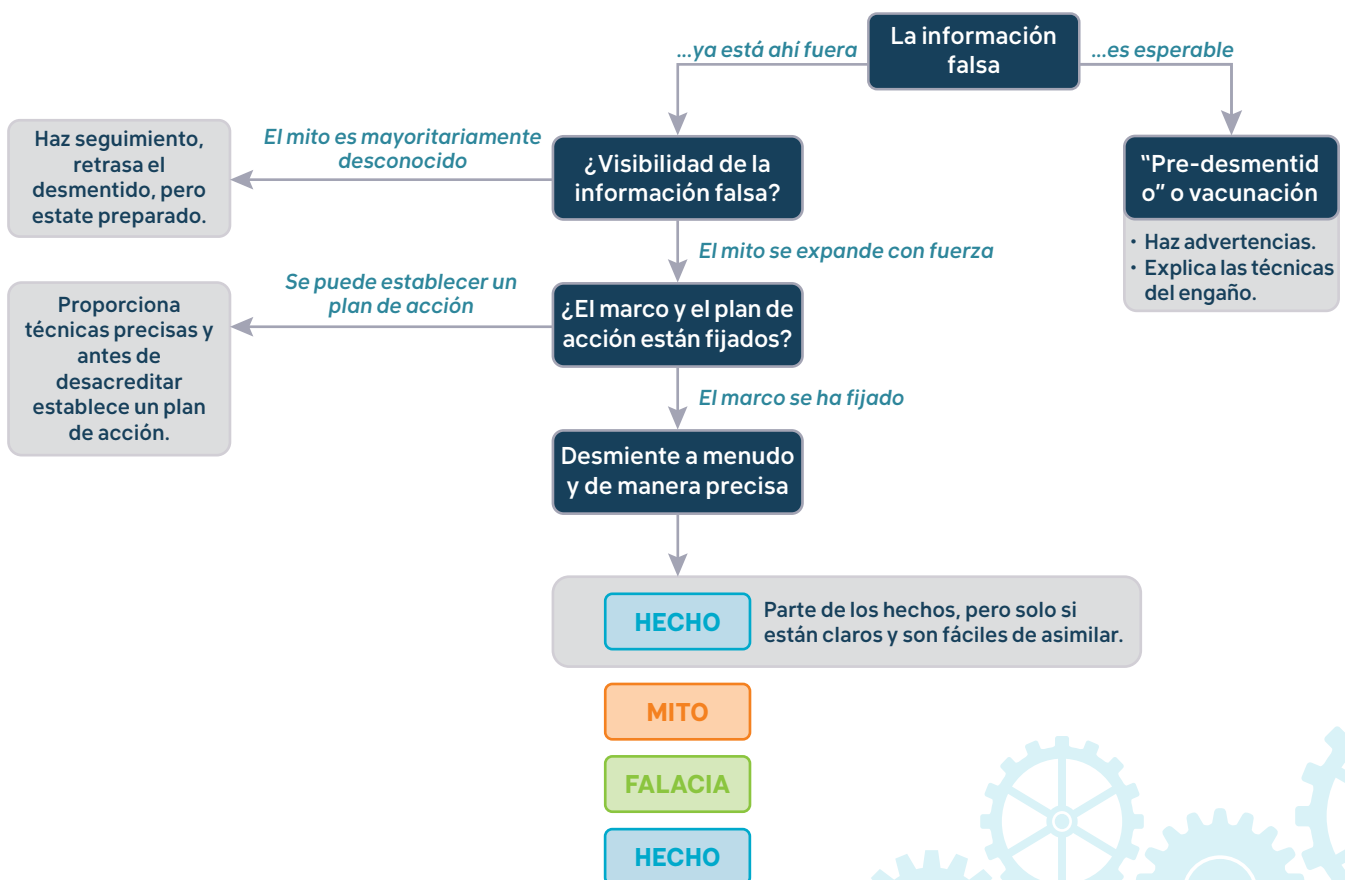 La información
falsa
...ya está ahí fuera
...es esperable
Haz seguimiento,
retrasa el
desmentido, pero
estate preparado.
El mito es mayoritariamente
desconocido
¿Visibilidad de la
información falsa?
"Pre-desmentid
o" o vacunación
· Haz advertencias.
· Explica las técnicas
del engaño.
El mito se expande con fuerza
Proporciona
técnicas precisas y
antes de
desacreditar
establece un plan
de acción.
Se puede establecer un
plan de acción
¿El marco y el plan de
acción están fijados?
El marco se ha fijado
Desmiente a menudo
y de manera precisa
HECHO
Parte de los hechos, pero solo si
están claros y son fáciles de asimilar.
MITO
FALACIA
HECHO